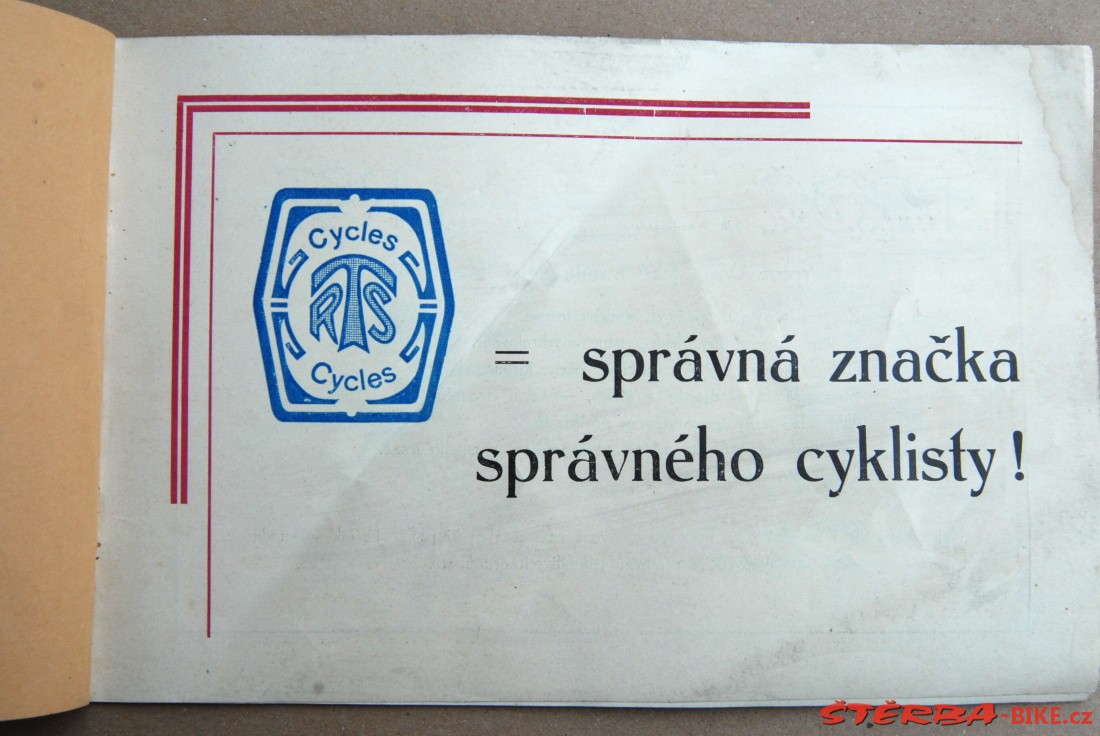 Cycles
RTS
Cycles
= správná značka
správného cyklisty!
ŠTĚRBA-BIKE.cz